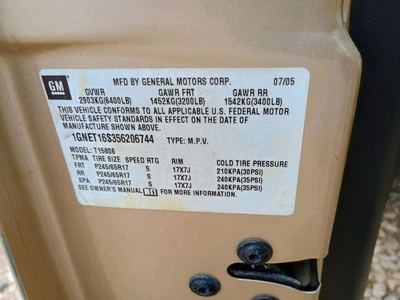 GM
MFD BY GENERAL MOTORS CORP. 07/05
GVWR GAWR FRT GAWR RR
2903KG(6400LB) 1452KG(3200LB) 1542KG(3400LB)
THIS VEHICLE CONFORMS TO ALL APPLICABLE U.S. FEDERAL MOTOR
VEHICLE SAFETY STANDARDS IN EFFECT ON THE DATE OF
MANUFACTURE SHOWN ABOVE.
1GNET16S356206744 TYPE: M.P.V.
MODEL: T15806
TPMA TIRE SIZE SPEED RTG RIM COLD TIRE PRESSURE
FRT P245/65R17 S 17X7J 210KPA(30PSI)
RR P245/65R17 S 17X7J 240KPA(35PSI)
SPA P245/65R17 S 17X7J 240KPA(35PSI)
SEE OWNER'S MANUAL FOR MORE INFORMATION.